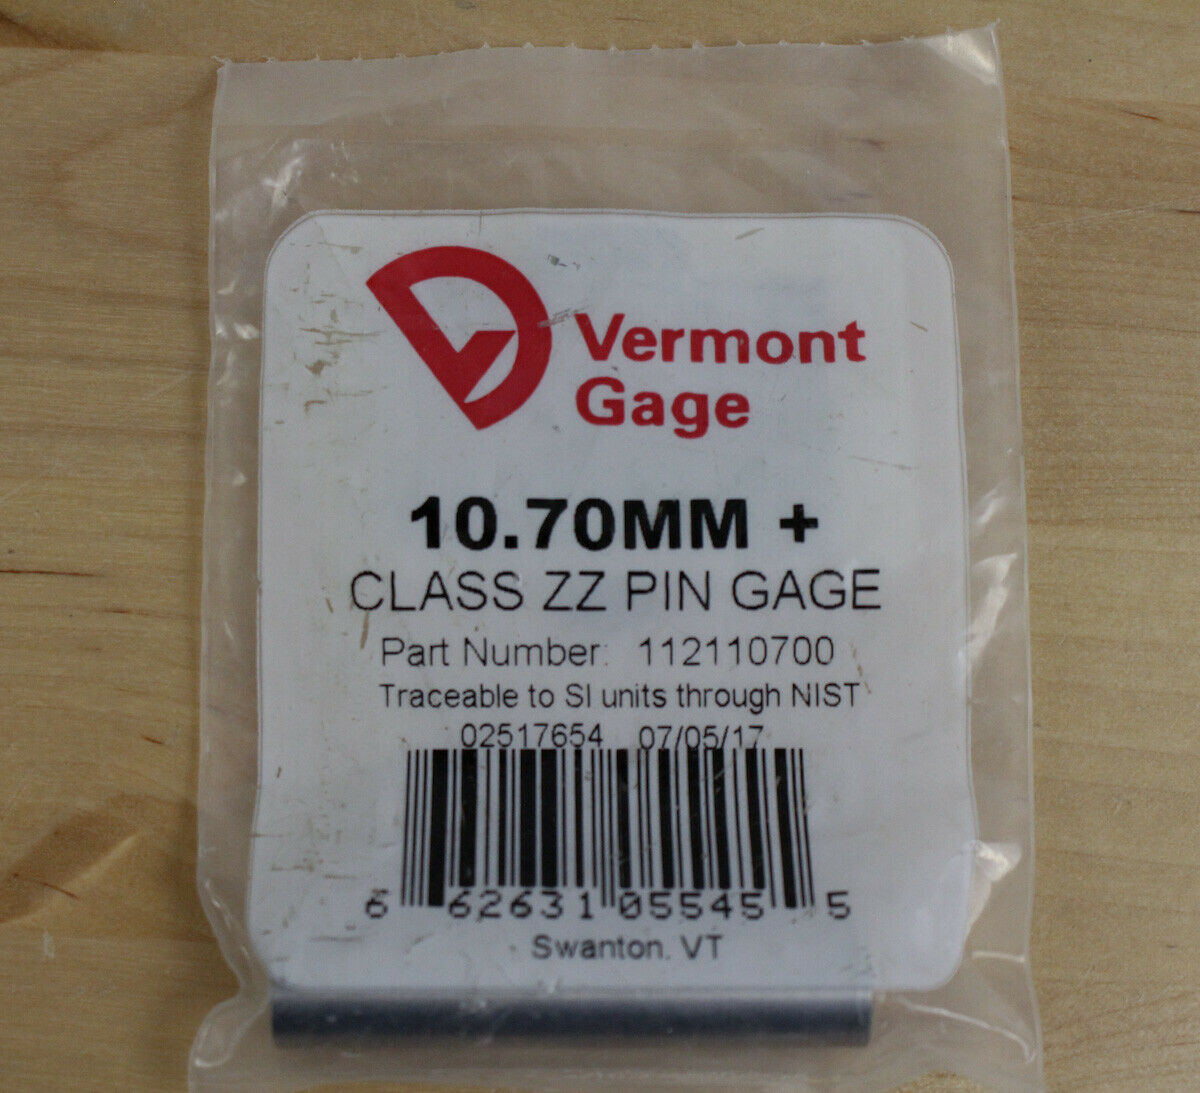 Vermont
Gage
10.70MM +
CLASS ZZ PIN GAGE
Part Number: 112110700
Traceable to SI units through NIST
02517654 07/05/17
6 62631 05545 5
Swanton, VT